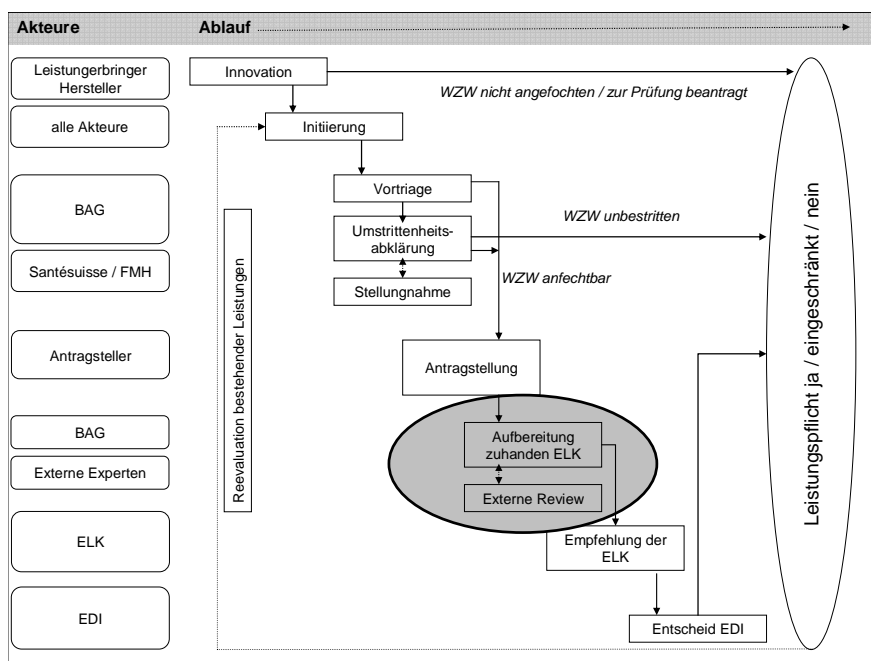 Akteure
Ablauf
Leistungerbringer
Hersteller
Innovation
WZW nicht angefochten / zur Prüfung beantragt
alle Akteure
Initiierung
BAG
Vortriage
Umstrittenheits-
abklärung
WZW unbestritten
Santésuisse / FMH
Stellungnahme
WZW anfechtbar
Reevaluation bestehender Leistungen
Leistungspflicht ja / eingeschränkt / nein
Antragsteller
Antragstellung
BAG
Aufbereitung
zuhanden ELK
Externe Experten
Externe Review
ELK
Empfehlung der
ELK
EDI
Entscheid EDI